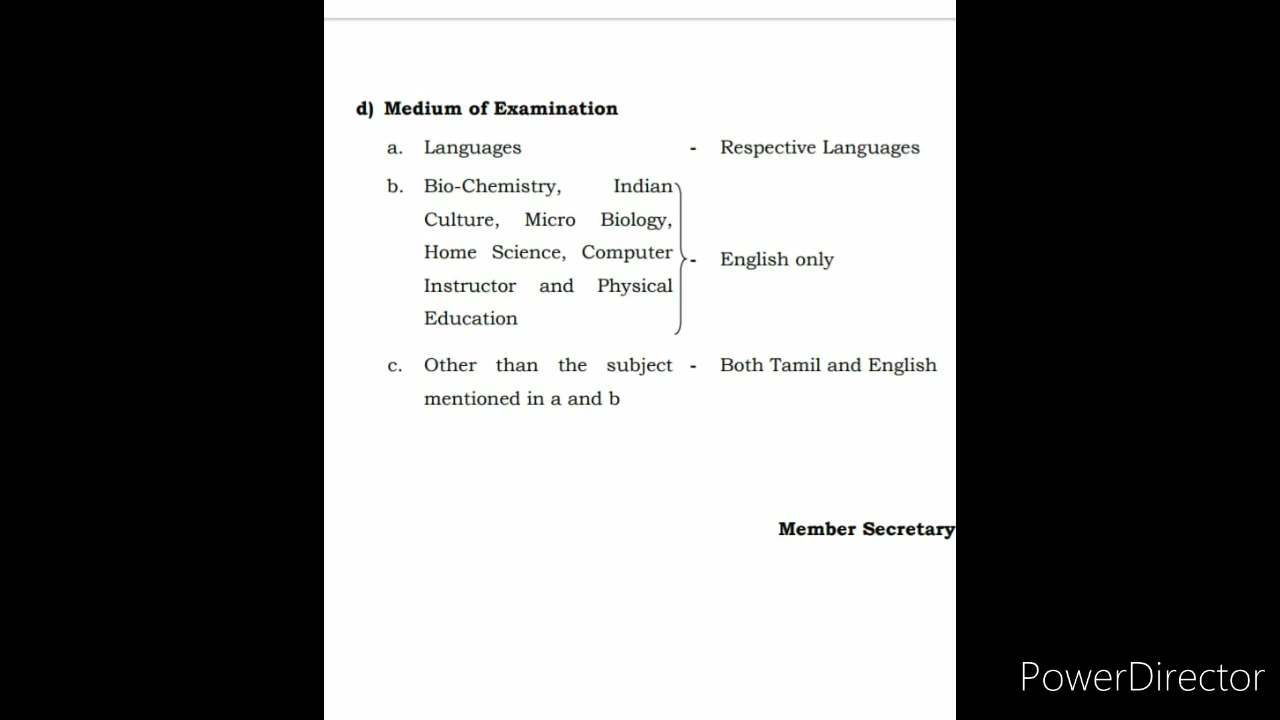 d) Medium of Examination
a. Languages - Respective Languages
b. Bio-Chemistry, Indian
Culture, Micro Biology,
Home Science, Computer
- English only
Instructor and Physical
Education
c. Other than the subject - Both Tamil and English
mentioned in a and b
Member Secretary
PowerDirector